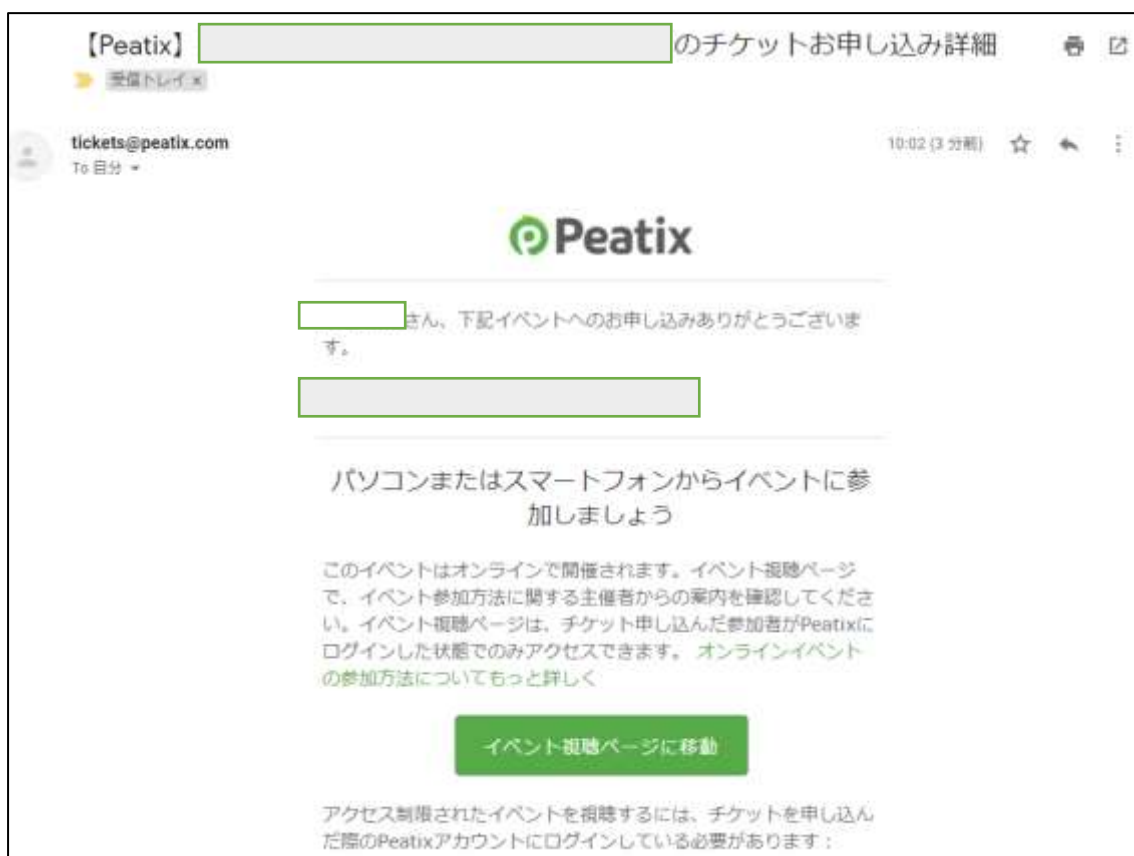 【Peatix】のチケットお申し込み詳細
受信トレイ ×
tickets@peatix.com
10:02 (3 分前)
To 自分
Peatix
さん、下記イベントへのお申し込みありがとうございま
す。
パソコンまたはスマートフォンからイベントに参
加しましょう
このイベントはオンラインで開催されます。イベント視聴ページ
で、イベント参加方法に関する主催者からの案内を確認してくださ
い。イベント視聴ページは、チケット申し込んだ参加者がPeatixに
ログインした状態でのみアクセスできます。 オンラインイベント
の参加方法についてもっと詳しく
イベント視聴ページに移動
アクセス制限されたイベントを視聴するには、チケットを申し込ん
だ際のPeatixアカウントにログインしている必要があります：